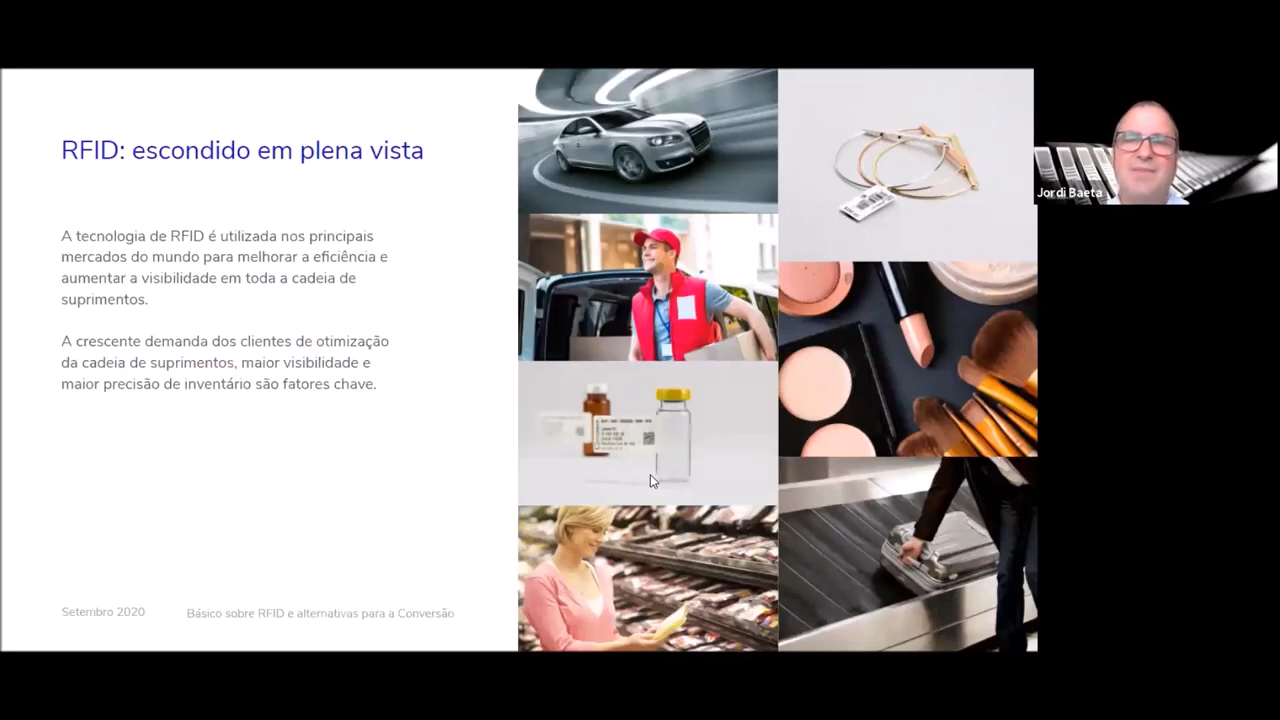 RFID: escondido em plena vista
A tecnologia de RFID é utilizada nos principais
mercados do mundo para melhorar a eficiência e
aumentar a visibilidade em toda a cadeia de
suprimentos.
A crescente demanda dos clientes de otimização
da cadeia de suprimentos, maior visibilidade e
maior precisão de inventário são fatores chave.
Setembro 2020
Básico sobre RFID e alternativas para a Conversão
Jordi Baeta